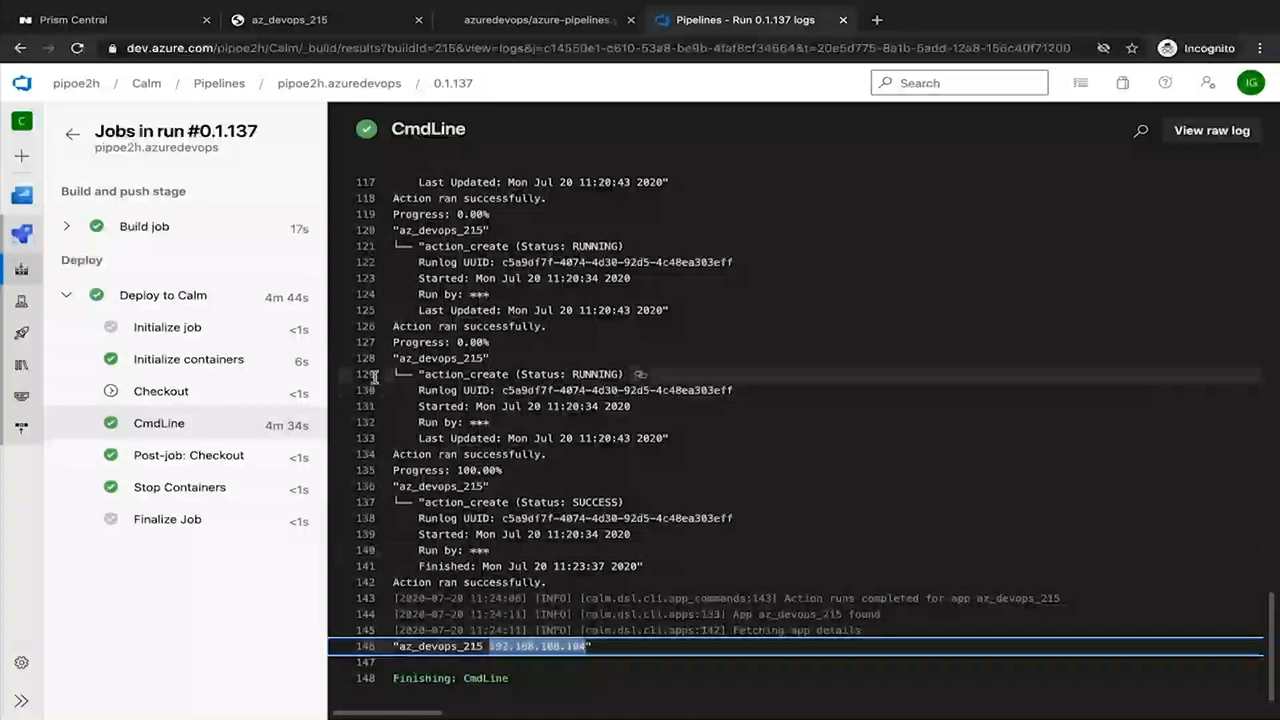 Prism Central
az_devops_215
azuredevops/azure-pipelines.y
Pipelines - Run 0.1.137 logs
dev.azure.com/pipoe2h/Calm/_build/results?buildId=215&view=logs&j=c14550e1-c610-53a8-be9b-4faf8cf34664&t=20e5d775-8a1b-5add-12a8-156c40f71200
Incognito
pipoe2h / Calm / Pipelines / pipoe2h.azuredevops / 0.1.137
Search
IG
C
Jobs in run #0.1.137
pipoe2h.azuredevops
Build and push stage
Build job 17s
Deploy
Deploy to Calm 4m 44s
Initialize job <1s
Initialize containers 6s
Checkout <1s
CmdLine 4m 34s
Post-job: Checkout <1s
Stop Containers <1s
Finalize Job <1s
CmdLine
View raw log
117 Last Updated: Mon Jul 20 11:20:43 2020"
118 Action ran successfully.
119 Progress: 0.00%
120 "az_devops_215"
121 └── "action_create (Status: RUNNING)
122 Runlog UUID: c5a9df7f-4074-4d30-92d5-4c48ea303eff
123 Started: Mon Jul 20 11:20:34 2020
124 Run by: ***
125 Last Updated: Mon Jul 20 11:20:43 2020"
126 Action ran successfully.
127 Progress: 0.00%
128 "az_devops_215"
129 └── "action_create (Status: RUNNING)
130 Runlog UUID: c5a9df7f-4074-4d30-92d5-4c48ea303eff
131 Started: Mon Jul 20 11:20:34 2020
132 Run by: ***
133 Last Updated: Mon Jul 20 11:20:43 2020"
134 Action ran successfully.
135 Progress: 100.00%
136 "az_devops_215"
137 └── "action_create (Status: SUCCESS)
138 Runlog UUID: c5a9df7f-4074-4d30-92d5-4c48ea303eff
139 Started: Mon Jul 20 11:20:34 2020
140 Run by: ***
141 Finished: Mon Jul 20 11:23:37 2020"
142 Action ran successfully.
143 [2020-07-20 11:24:06] [INFO] [calm.dsl.cli.app_commands:143] Action runs completed for app az_devops_215
144 [2020-07-20 11:24:11] [INFO] [calm.dsl.cli.apps:133] App az_devops_215 found
145 [2020-07-20 11:24:11] [INFO] [calm.dsl.cli.apps:142] Fetching app details
146 "az_devops_215 192.168.108.104"
147
148 Finishing: CmdLine